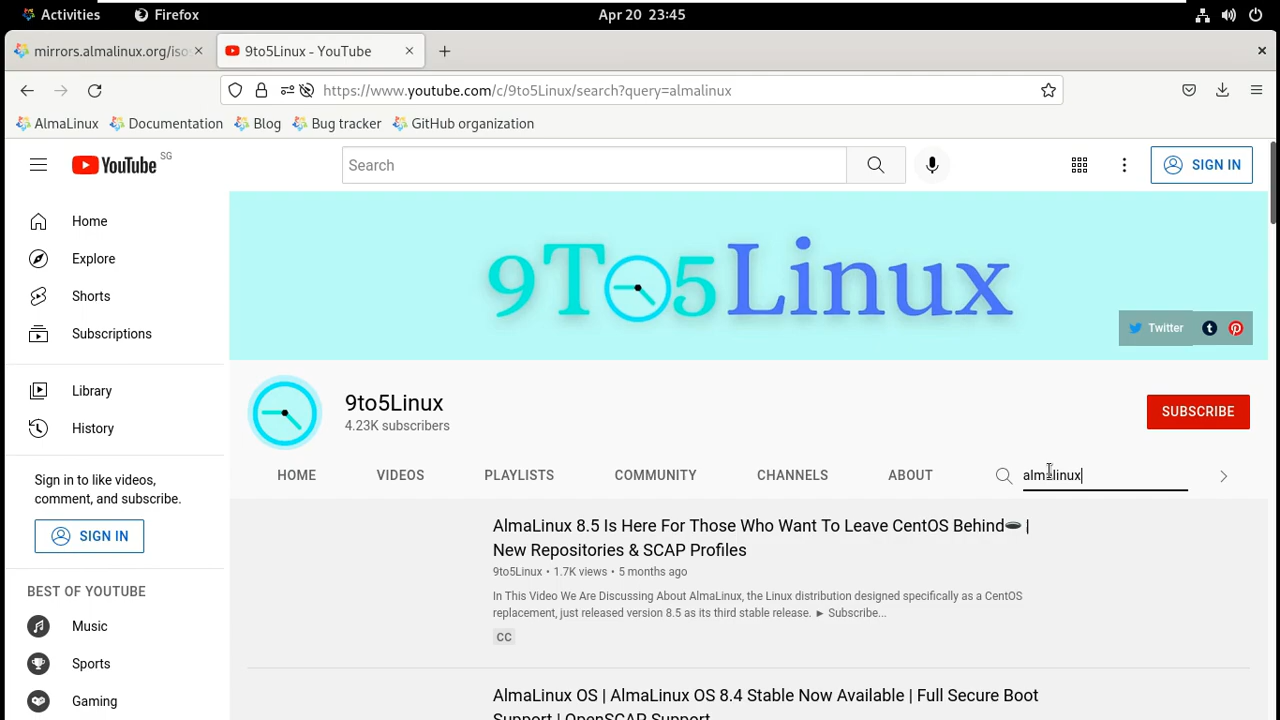 Activities Firefox Apr 20 23:45
mirrors.almalinux.org/iso 9to5Linux - YouTube
https://www.youtube.com/c/9to5Linux/search?query=almalinux
AlmaLinux Documentation Blog Bug tracker GitHub organization
YouTube SG Search SIGN IN
Home
Explore
Shorts
Subscriptions
Library
History
Sign in to like videos,
comment, and subscribe.
SIGN IN
BEST OF YOUTUBE
Music
Sports
Gaming
9To5Linux
Twitter
9to5Linux
4.23K subscribers
SUBSCRIBE
HOME VIDEOS PLAYLISTS COMMUNITY CHANNELS ABOUT almalinux
AlmaLinux 8.5 Is Here For Those Who Want To Leave CentOS Behind🕳️ |
New Repositories & SCAP Profiles
9to5Linux • 1.7K views • 5 months ago
In This Video We Are Discussing About AlmaLinux, the Linux distribution designed specifically as a CentOS
replacement, just released version 8.5 as its third stable release. ► Subscribe...
CC
AlmaLinux OS | AlmaLinux OS 8.4 Stable Now Available | Full Secure Boot
Support | OpenSCAP Support